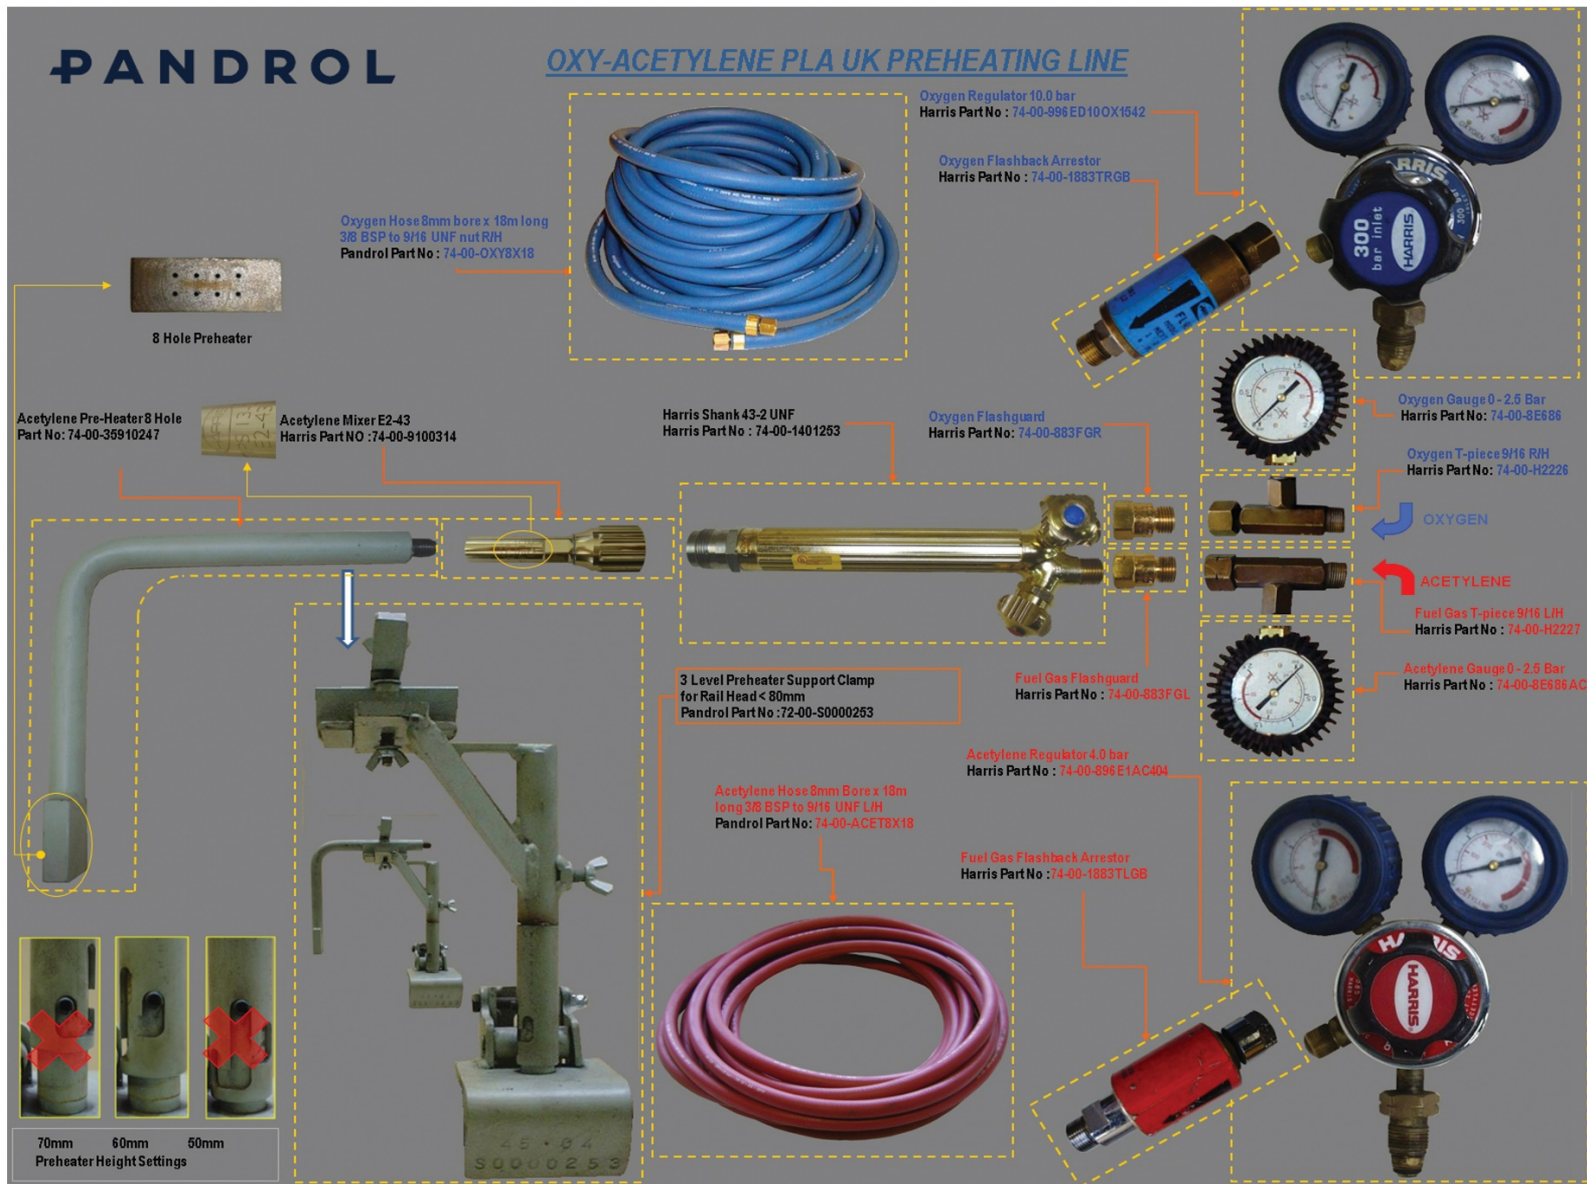 PANDROL
OXY-ACETYLENE PLA UK PREHEATING LINE
Oxygen Regulator 10.0 bar
Harris Part No : 74-00-996ED10OX1542
Oxygen Flashback Arrestor
Harris Part No : 74-00-1883TRGB
Oxygen Hose 8mm bore x 18m long
3/8 BSP to 9/16 UNF nut R/H
Pandrol Part No : 74-00-OXY8X18
HARRIS
300
bar inlet
HARRIS
8 Hole Preheater
Acetylene Pre-Heater 8 Hole
Part No: 74-00-35910247
Acetylene Mixer E2-43
Harris Part NO :74-00-9100314
Harris Shank 43-2 UNF
Harris Part No : 74-00-1401253
Oxygen Flashguard
Harris Part No: 74-00-883FGR
Oxygen Gauge 0 - 2.5 Bar
Harris Part No: 74-00-8E686
Oxygen T-piece 9/16 R/H
Harris Part No: 74-00-H2226
OXYGEN
ACETYLENE
Fuel Gas T-piece 9/16 L/H
Harris Part No : 74-00-H2227
Fuel Gas Flashguard
Harris Part No : 74-00-883FGL
Acetylene Gauge 0 - 2.5 Bar
Harris Part No : 74-00-8E686AC
3 Level Preheater Support Clamp
for Rail Head < 80mm
Pandrol Part No :72-00-S0000253
Acetylene Regulator 4.0 bar
Harris Part No : 74-00-896E1AC404
Acetylene Hose 8mm Bore x 18m
long 3/8 BSP to 9/16 UNF L/H
Pandrol Part No: 74-00-ACET8X18
Fuel Gas Flashback Arrestor
Harris Part No :74-00-1883TLGB
HARRIS
HARRIS
45·04
S0000253
70mm 60mm 50mm
Preheater Height Settings